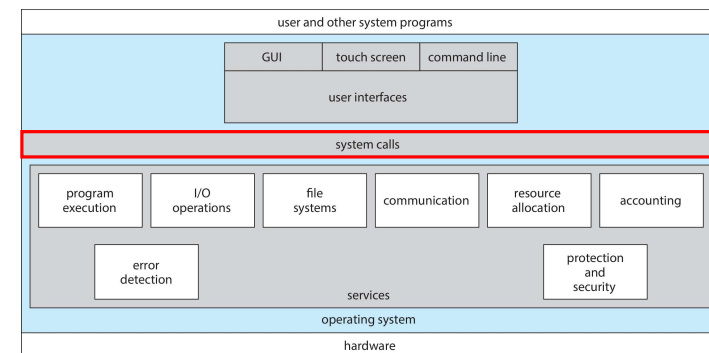 user and other system programs
GUI touch screen command line
user interfaces
system calls
program execution
I/O operations
file systems
communication
resource allocation
accounting
error detection
protection and security
services
operating system
hardware